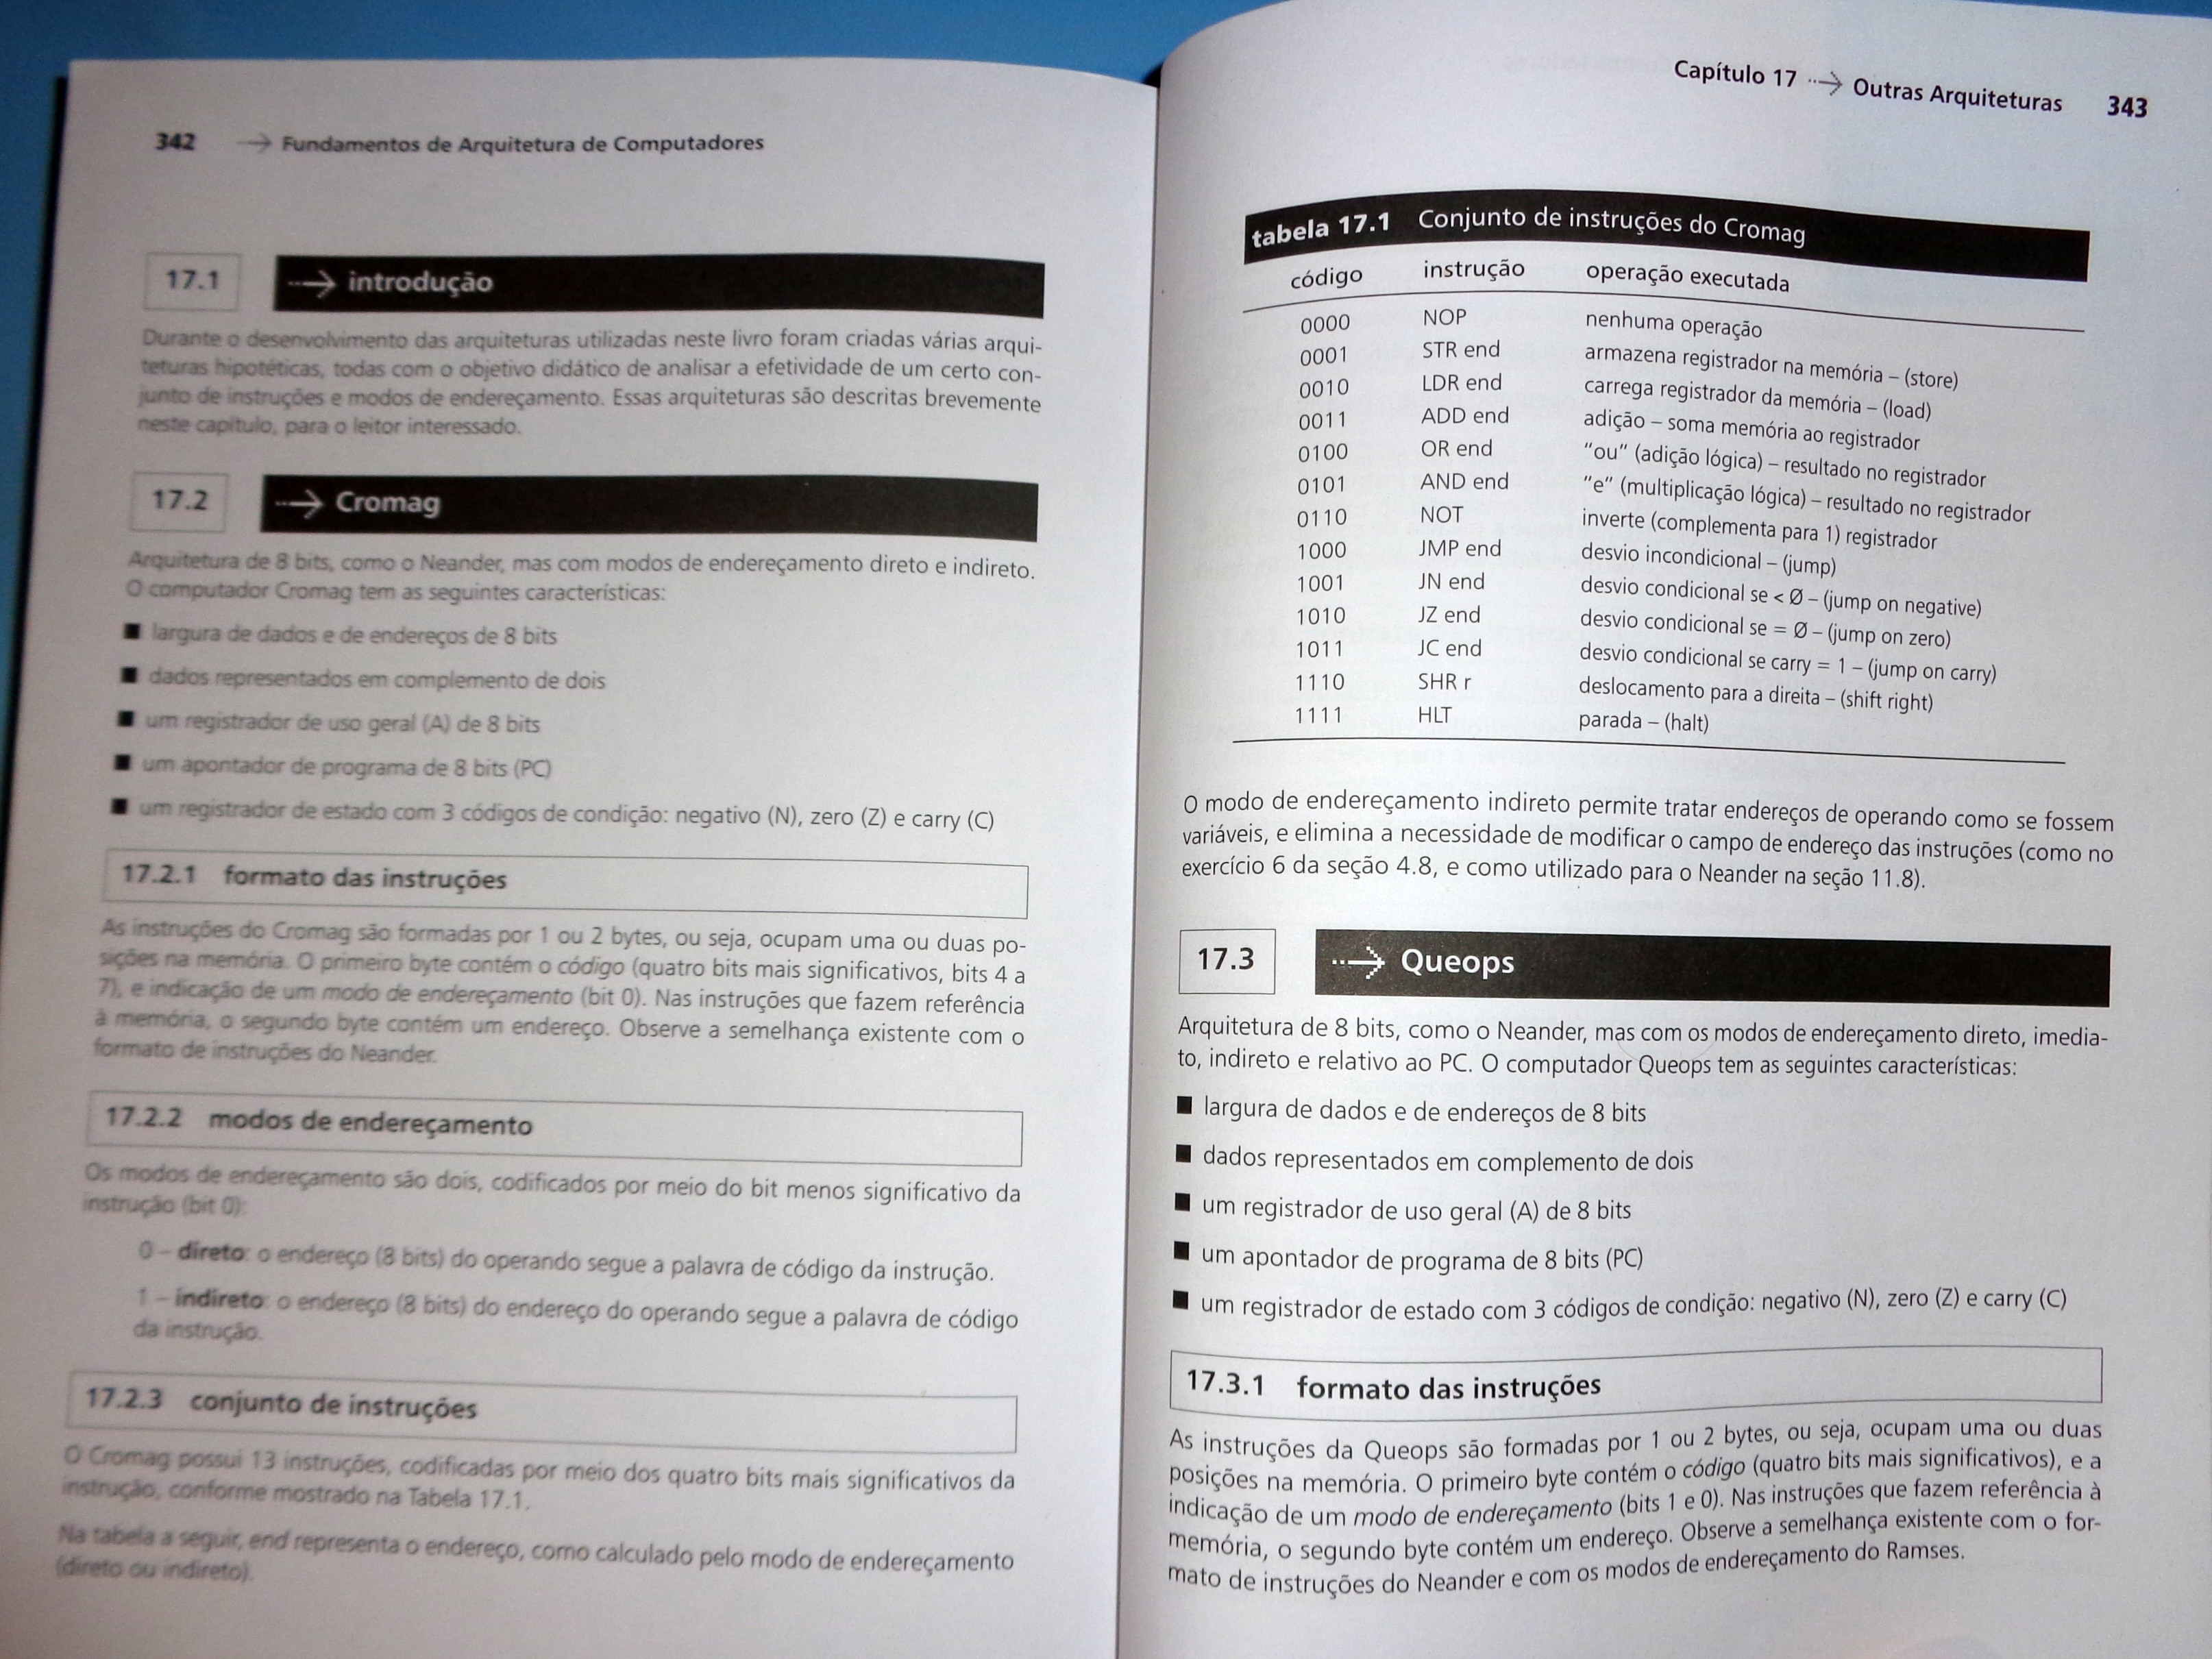 342 → Fundamentos de Arquitetura de Computadores
17.1 → introdução
Durante o desenvolvimento das arquiteturas utilizadas neste livro foram criadas várias arqui-
teturas hipotéticas, todas com o objetivo didático de analisar a efetividade de um certo con-
junto de instruções e modos de endereçamento. Essas arquiteturas são descritas brevemente
neste capítulo, para o leitor interessado.
17.2 → Cromag
Arquitetura de 8 bits, como o Neander, mas com modos de endereçamento direto e indireto.
O computador Cromag tem as seguintes características:
■ largura de dados e de endereços de 8 bits
■ dados representados em complemento de dois
■ um registrador de uso geral (A) de 8 bits
■ um apontador de programa de 8 bits (PC)
■ um registrador de estado com 3 códigos de condição: negativo (N), zero (Z) e carry (C)
17.2.1 formato das instruções
As instruções do Cromag são formadas por 1 ou 2 bytes, ou seja, ocupam uma ou duas po-
sições na memória. O primeiro byte contém o código (quatro bits mais significativos, bits 4 a
7), e indicação de um modo de endereçamento (bit 0). Nas instruções que fazem referência
à memória, o segundo byte contém um endereço. Observe a semelhança existente com o
formato de instruções do Neander.
17.2.2 modos de endereçamento
Os modos de endereçamento são dois, codificados por meio do bit menos significativo da
instrução (bit 0):
0 – direto: o endereço (8 bits) do operando segue a palavra de código da instrução.
1 – indireto: o endereço (8 bits) do endereço do operando segue a palavra de código
da instrução.
17.2.3 conjunto de instruções
O Cromag possui 13 instruções, codificadas por meio dos quatro bits mais significativos da
instrução, conforme mostrado na Tabela 17.1.
Na tabela a seguir, end representa o endereço, como calculado pelo modo de endereçamento
(direto ou indireto).
Capítulo 17 → Outras Arquiteturas 343
tabela 17.1 Conjunto de instruções do Cromag
código instrução operação executada
0000 NOP nenhuma operação
0001 STR end armazena registrador na memória – (store)
0010 LDR end carrega registrador da memória – (load)
0011 ADD end adição – soma memória ao registrador
0100 OR end “ou” (adição lógica) – resultado no registrador
0101 AND end “e” (multiplicação lógica) – resultado no registrador
0110 NOT inverte (complementa para 1) registrador
1000 JMP end desvio incondicional – (jump)
1001 JN end desvio condicional se < Ø – (jump on negative)
1010 JZ end desvio condicional se = Ø – (jump on zero)
1011 JC end desvio condicional se carry = 1 – (jump on carry)
1110 SHR r deslocamento para a direita – (shift right)
1111 HLT parada – (halt)
O modo de endereçamento indireto permite tratar endereços de operando como se fossem
variáveis, e elimina a necessidade de modificar o campo de endereço das instruções (como no
exercício 6 da seção 4.8, e como utilizado para o Neander na seção 11.8).
17.3 → Queops
Arquitetura de 8 bits, como o Neander, mas com os modos de endereçamento direto, imedia-
to, indireto e relativo ao PC. O computador Queops tem as seguintes características:
■ largura de dados e de endereços de 8 bits
■ dados representados em complemento de dois
■ um registrador de uso geral (A) de 8 bits
■ um apontador de programa de 8 bits (PC)
■ um registrador de estado com 3 códigos de condição: negativo (N), zero (Z) e carry (C)
17.3.1 formato das instruções
As instruções da Queops são formadas por 1 ou 2 bytes, ou seja, ocupam uma ou duas
posições na memória. O primeiro byte contém o código (quatro bits mais significativos), e a
indicação de um modo de endereçamento (bits 1 e 0). Nas instruções que fazem referência à
memória, o segundo byte contém um endereço. Observe a semelhança existente com o for-
mato de instruções do Neander e com os modos de endereçamento do Ramses.